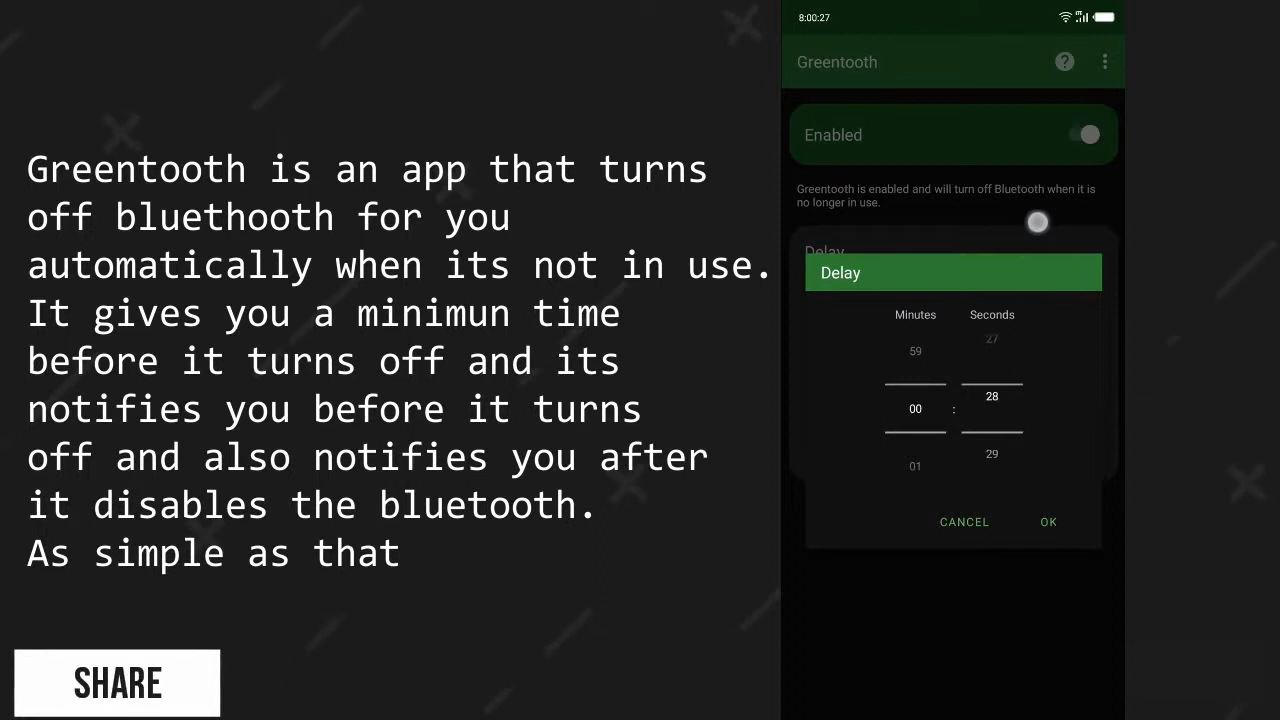 Greentooth is an app that turns
off bluethooth for you
automatically when its not in use.
It gives you a minimun time
before it turns off and its
notifies you before it turns
off and also notifies you after
it disables the bluetooth.
As simple as that
SHARE
8:00:27
Greentooth
Enabled
Greentooth is enabled and will turn off Bluetooth when it is
no longer in use.
Delay
Delay
Minutes Seconds
59 27
00 : 28
01 29
CANCEL OK